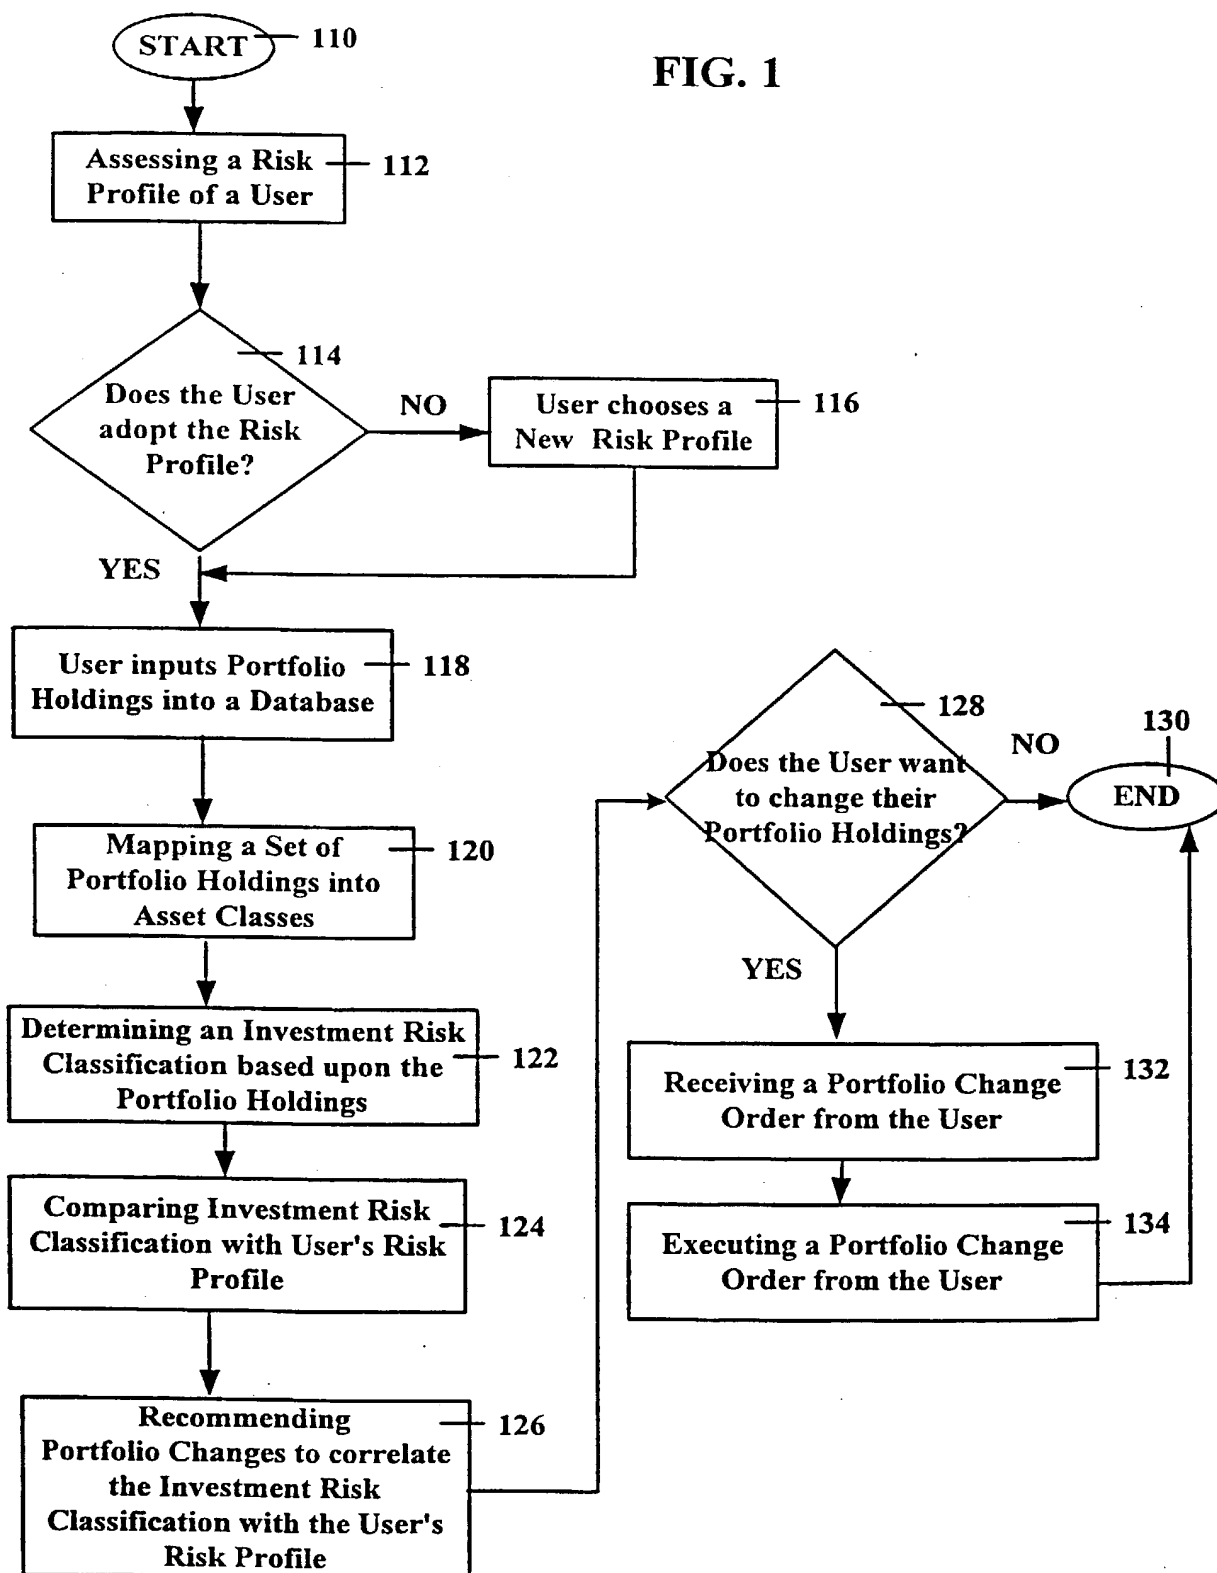 START
110
FIG. 1
Assessing a Risk
Profile of a User
112
114
Does the User
adopt the Risk
Profile?
NO
User chooses a
New Risk Profile
116
YES
User inputs Portfolio
Holdings into a Database
118
Mapping a Set of
Portfolio Holdings into
Asset Classes
120
Determining an Investment Risk
Classification based upon the
Portfolio Holdings
122
Comparing Investment Risk
Classification with User's Risk
Profile
124
Recommending
Portfolio Changes to correlate
the Investment Risk
Classification with the User's
Risk Profile
126
128
Does the User want
to change their
Portfolio Holdings?
NO
130
END
YES
Receiving a Portfolio Change
Order from the User
132
Executing a Portfolio Change
Order from the User
134